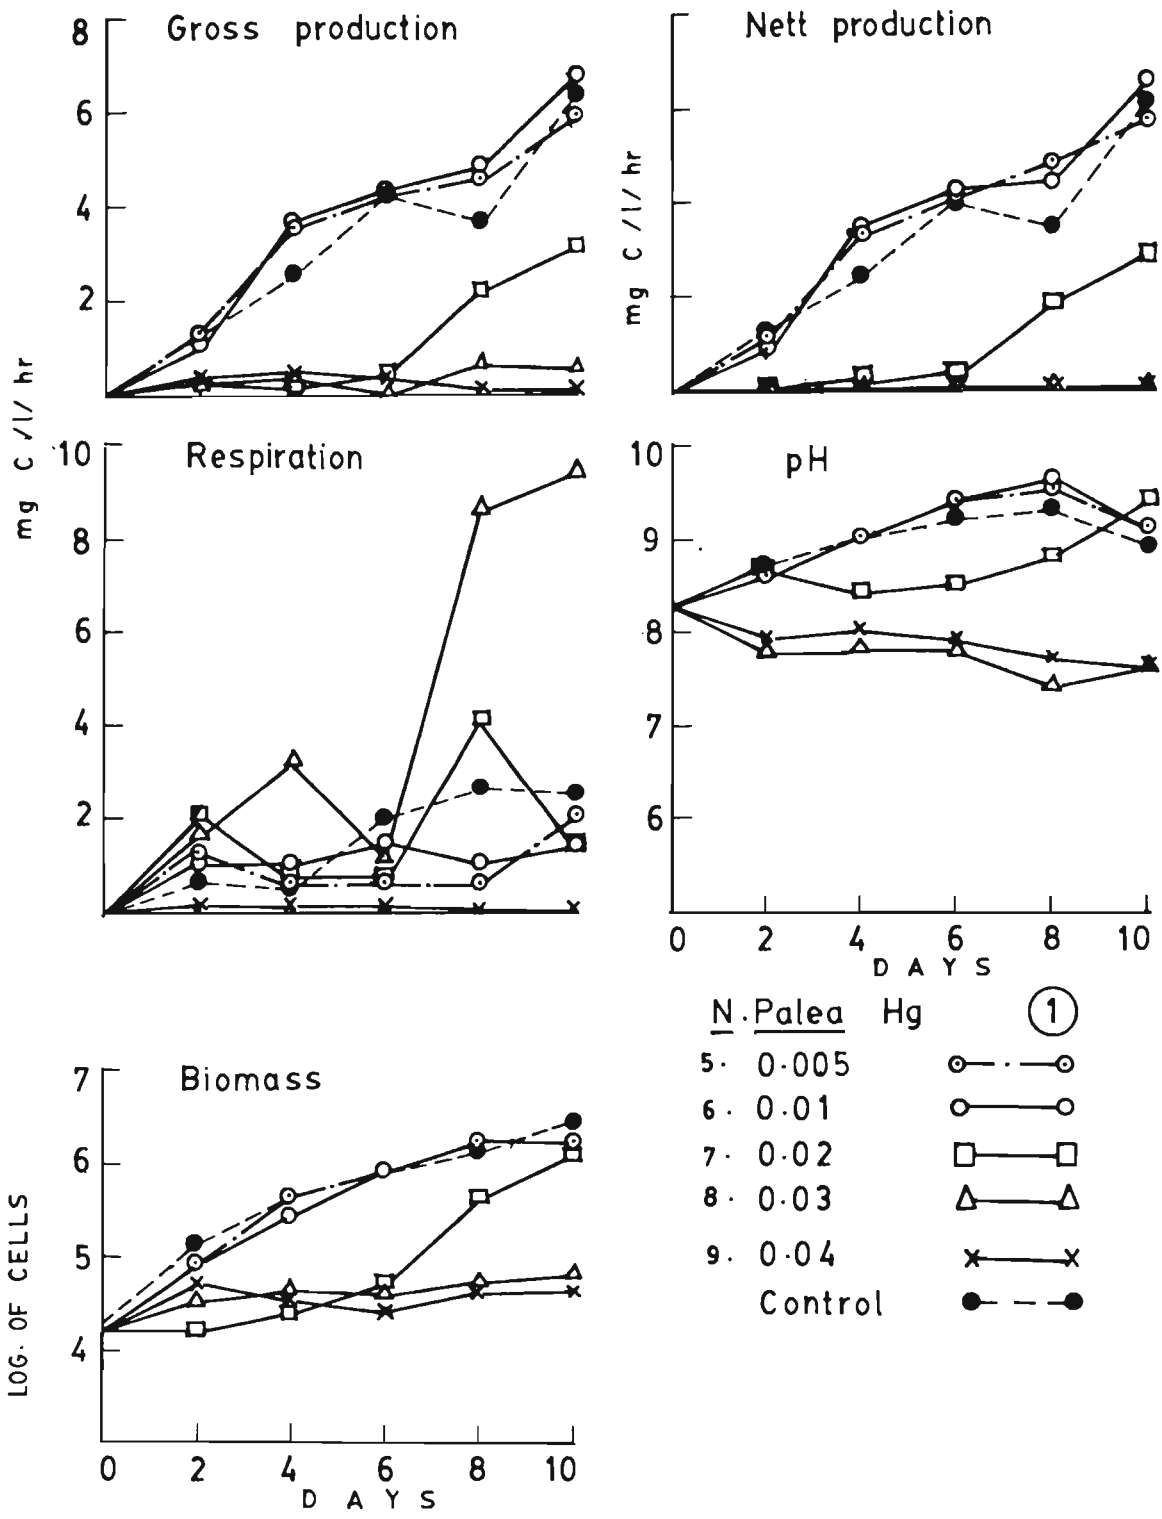 Gross production
8
6
4
2
Nett production
mg C /l/ hr
mg C /l/ hr
Respiration
10
8
6
4
2
pH
10
9
8
7
6
0 2 4 6 8 10
D A Y S
N. Palea Hg 1
5. 0.005
6. 0.01
7. 0.02
8. 0.03
9. 0.04
Control
Biomass
7
6
5
4
LOG. OF CELLS
0 2 4 6 8 10
D A Y S